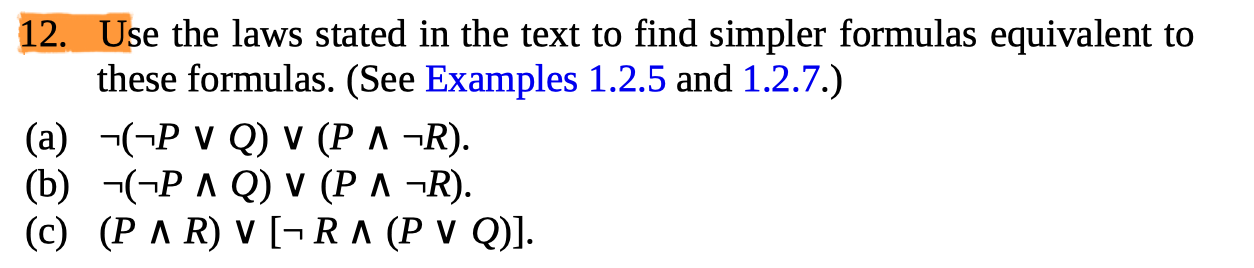 12. Use the laws stated in the text to find simpler formulas equivalent to
these formulas. (See Examples 1.2.5 and 1.2.7.)
(a) ¬(¬P ∨ Q) ∨ (P ∧ ¬R).
(b) ¬(¬P ∧ Q) ∨ (P ∧ ¬R).
(c) (P ∧ R) ∨ [¬ R ∧ (P ∨ Q)].